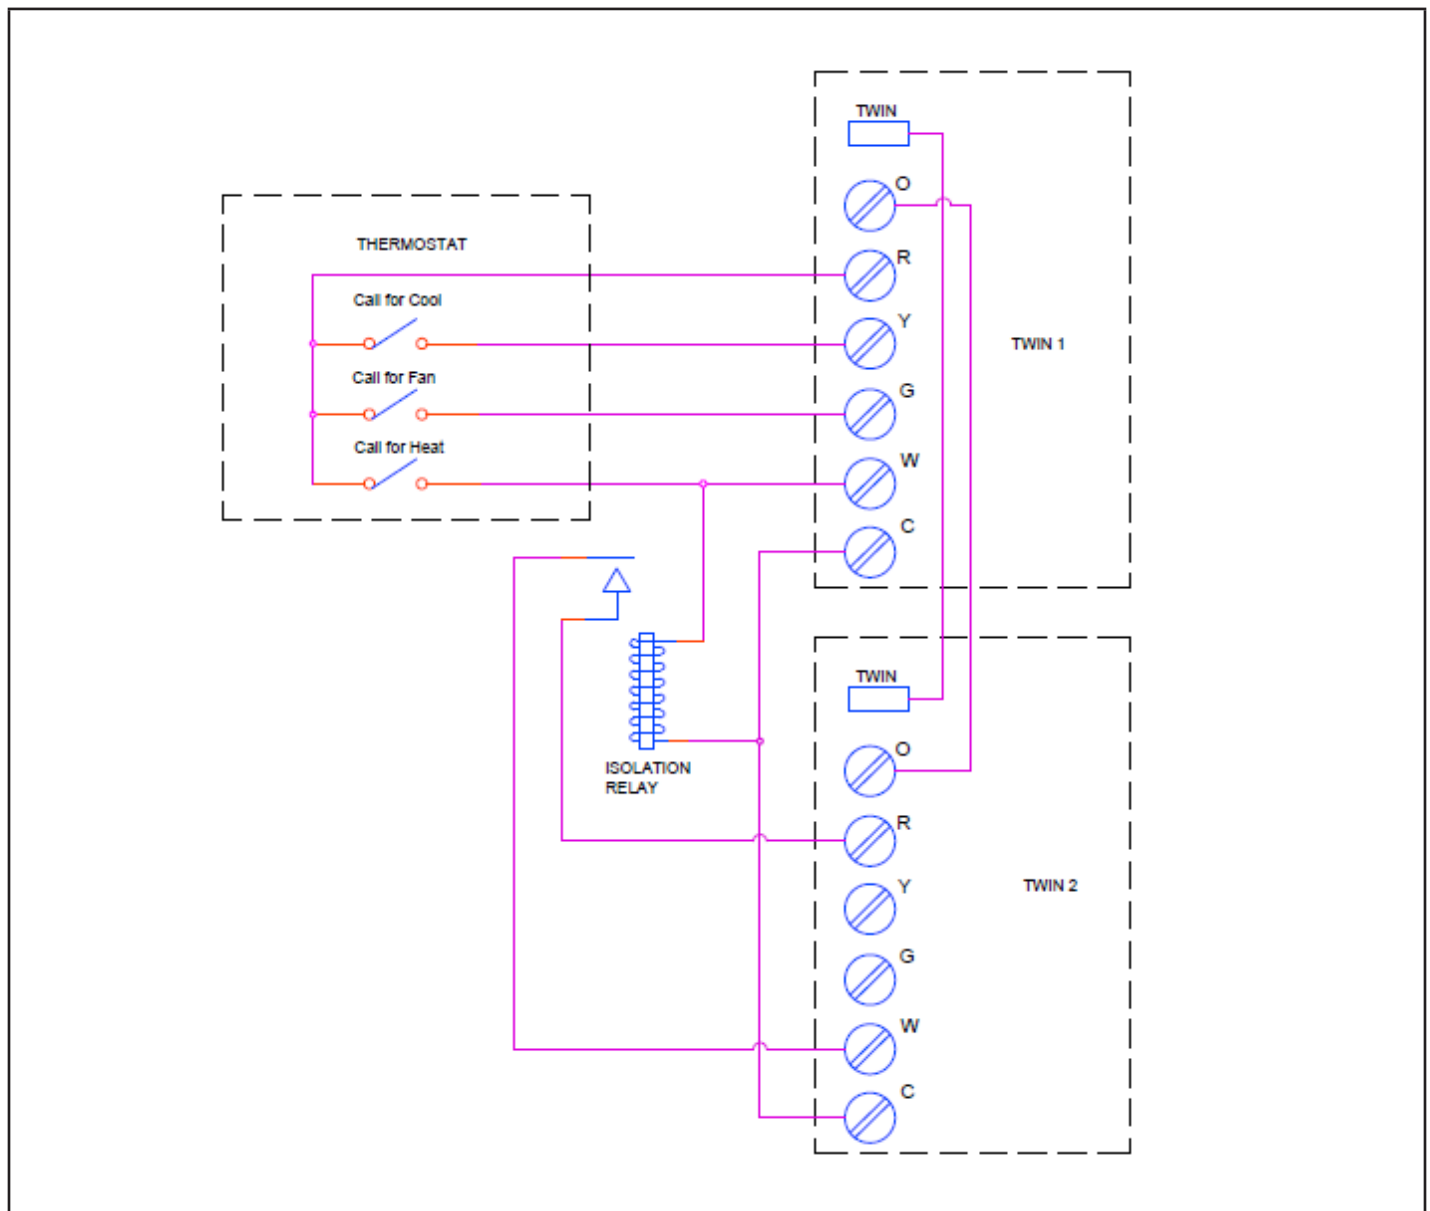 TWIN
O
THERMOSTAT
R
Call for Cool
Y
TWIN 1
Call for Fan
G
Call for Heat
W
C
TWIN
O
ISOLATION
RELAY
R
Y
TWIN 2
G
W
C